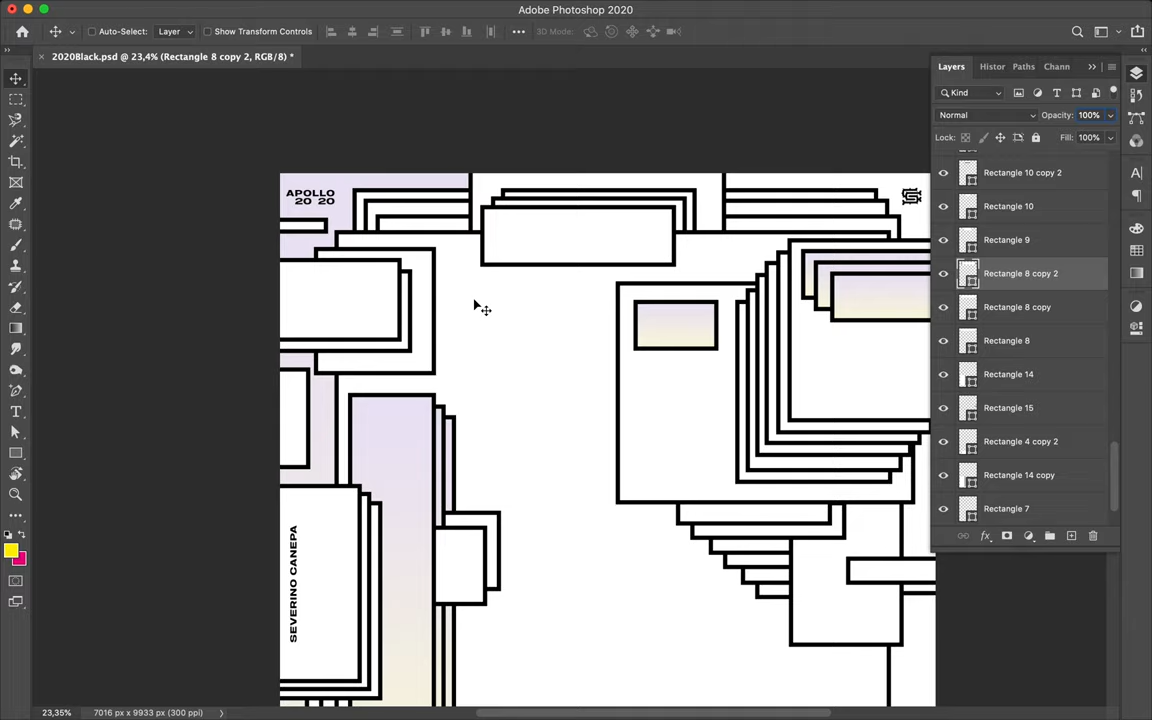 Adobe Photoshop 2020
Auto-Select: Layer Show Transform Controls 3D Mode:
2020Black.psd @ 23,4% (Rectangle 8 copy 2, RGB/8) *
Layers Histor Paths Chann
Kind
Normal Opacity: 100%
Lock: Fill: 100%
Rectangle 10 copy 2
Rectangle 10
Rectangle 9
Rectangle 8 copy 2
Rectangle 8 copy
Rectangle 8
Rectangle 14
Rectangle 15
Rectangle 4 copy 2
Rectangle 14 copy
Rectangle 7
APOLLO
20 20
SEVERINO CANEPA
23,35% 7016 px x 9933 px (300 ppi)